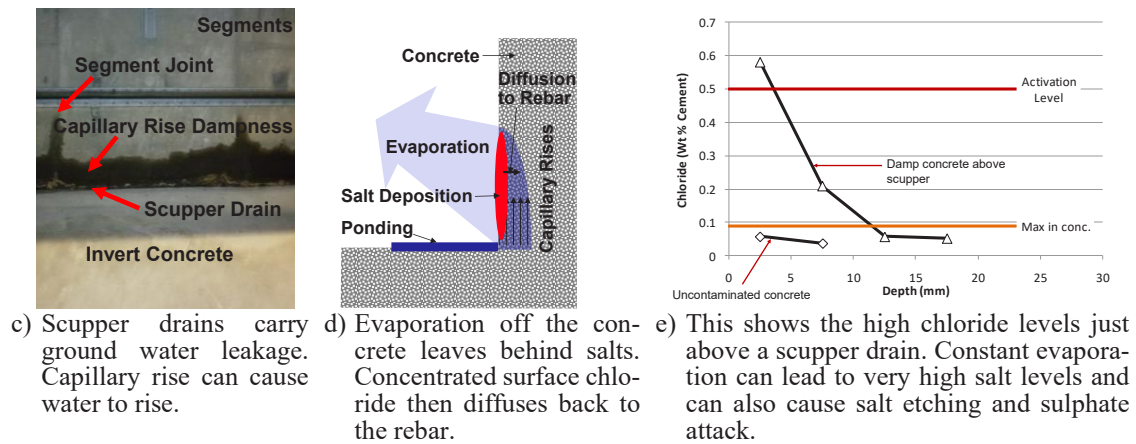 Segments
Segment Joint
Capillary Rise Dampness
Scupper Drain
Invert Concrete
c) Scupper drains carry
ground water leakage.
Capillary rise can cause
water to rise.
Concrete
Diffusion
to Rebar
Evaporation
Salt Deposition
Ponding
Capillary Rises
d) Evaporation off the con-
crete leaves behind salts.
Concentrated surface chlo-
ride then diffuses back to
the rebar.
Chloride (Wt % Cement)
0.7
0.6
0.5
0.4
0.3
0.2
0.1
0
Activation
Level
Damp concrete above
scupper
Max in conc.
0 5 10 15 20 25 30
Uncontaminated concrete
Depth (mm)
e) This shows the high chloride levels just
above a scupper drain. Constant evapora-
tion can lead to very high salt levels and
can also cause salt etching and sulphate
attack.